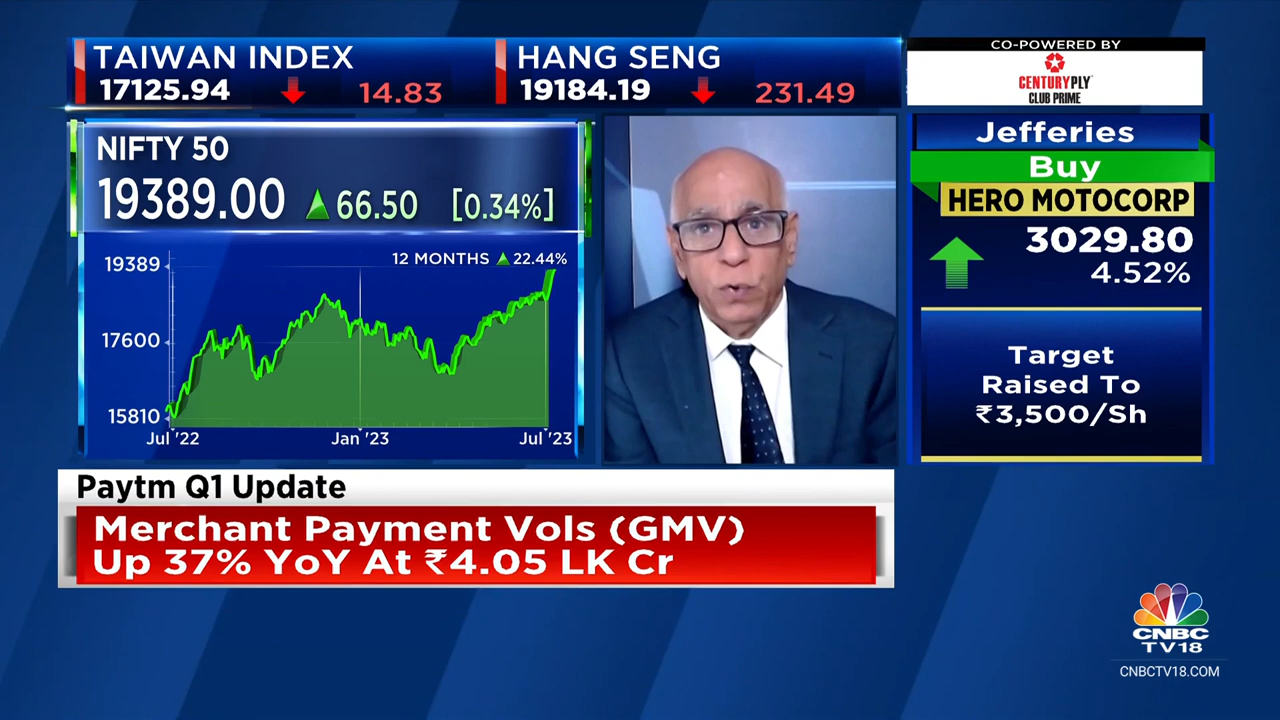 TAIWAN INDEX
17125.94 14.83
HANG SENG
19184.19 231.49
CO-POWERED BY
CENTURYPLY
CLUB PRIME
NIFTY 50
19389.00 66.50 [0.34%]
12 MONTHS 22.44%
19389
17600
15810
Jul '22 Jan '23 Jul '23
Jefferies
Buy
HERO MOTOCORP
3029.80
4.52%
Target
Raised To
₹3,500/Sh
Paytm Q1 Update
Merchant Payment Vols (GMV)
Up 37% YoY At ₹4.05 LK Cr
CNBC
TV18
CNBCTV18.COM